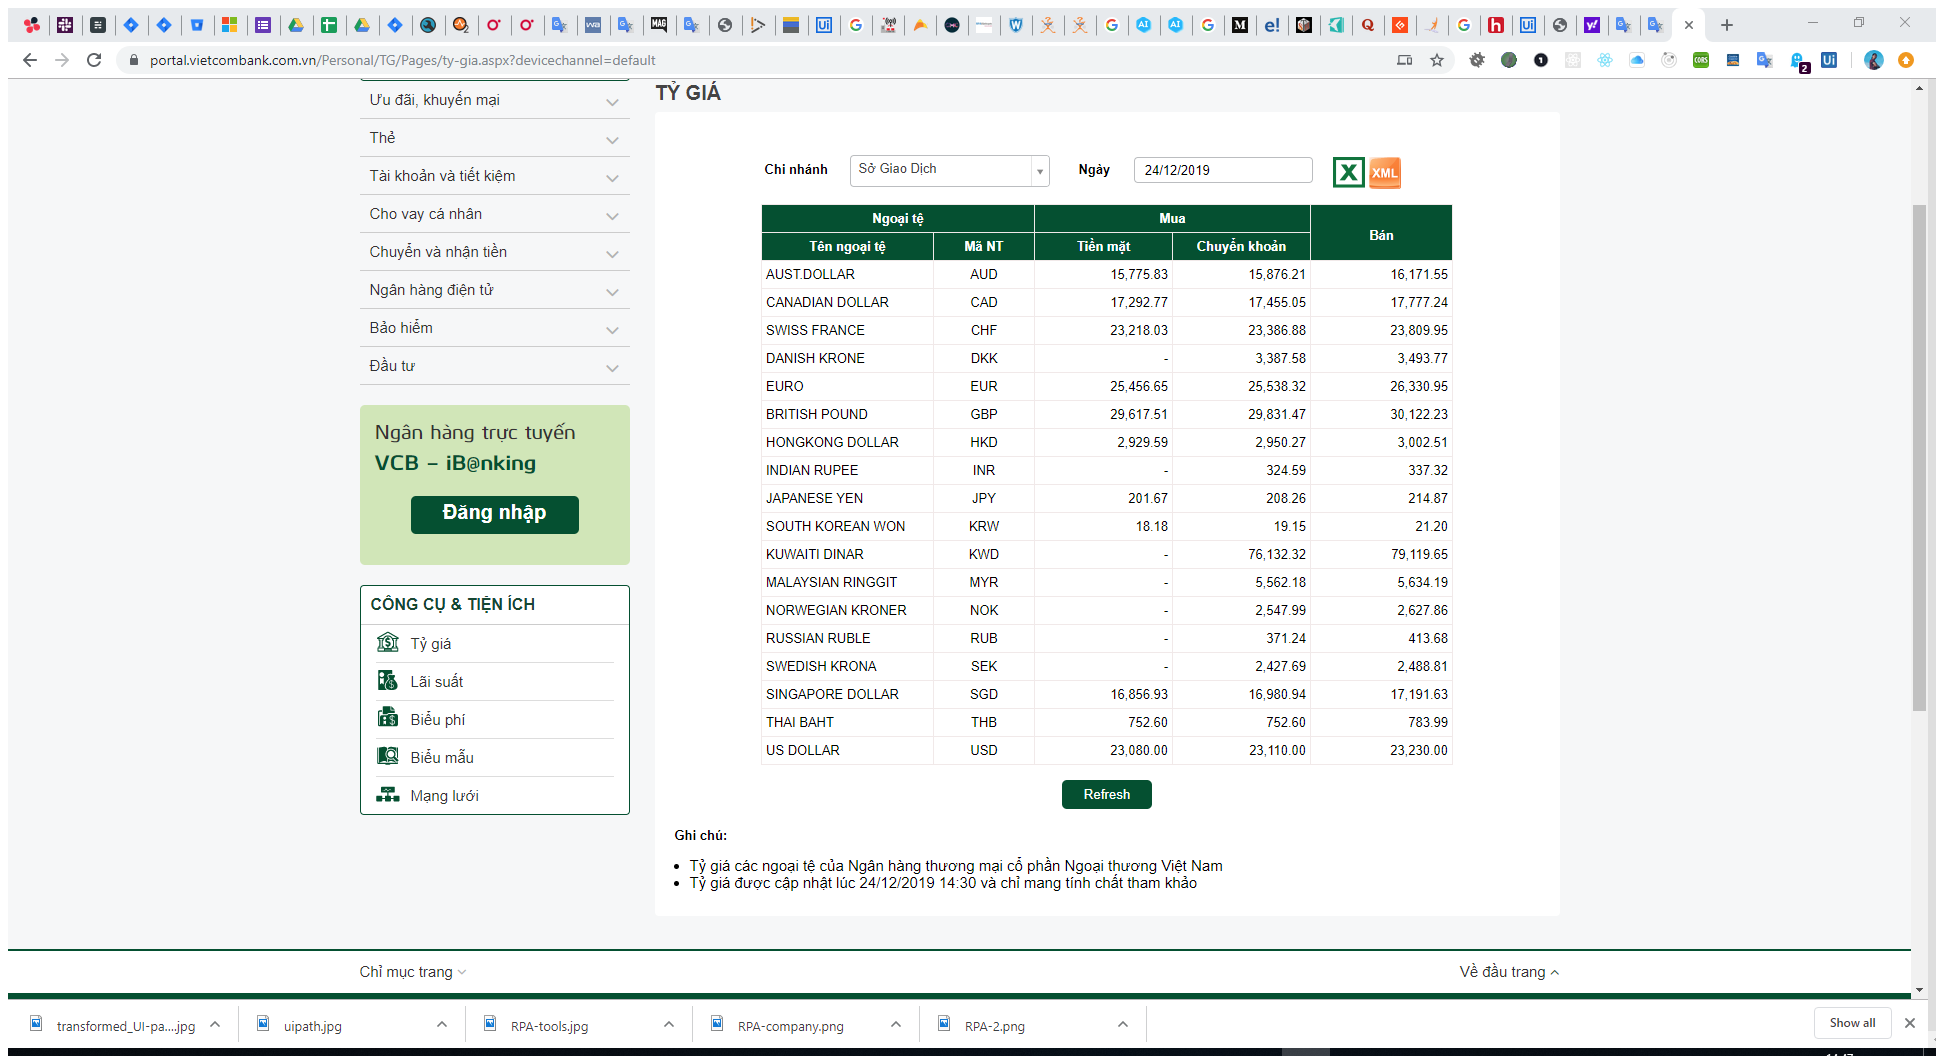 portal.vietcombank.com.vn/Personal/TG/Pages/ty-gia.aspx?devicechannel=default
Ưu đãi, khuyến mại
Thẻ
Tài khoản và tiết kiệm
Cho vay cá nhân
Chuyển và nhận tiền
Ngân hàng điện tử
Bảo hiểm
Đầu tư
Ngân hàng trực tuyến
VCB – iB@nking
Đăng nhập
CÔNG CỤ & TIỆN ÍCH
Tỷ giá
Lãi suất
Biểu phí
Biểu mẫu
Mạng lưới
TỶ GIÁ
Chi nhánh Sở Giao Dịch Ngày 24/12/2019 X XML
Ngoại tệ Mua Bán
Tên ngoại tệ Mã NT Tiền mặt Chuyển khoản
AUST.DOLLAR AUD 15,775.83 15,876.21 16,171.55
CANADIAN DOLLAR CAD 17,292.77 17,455.05 17,777.24
SWISS FRANCE CHF 23,218.03 23,386.88 23,809.95
DANISH KRONE DKK - 3,387.58 3,493.77
EURO EUR 25,456.65 25,538.32 26,330.95
BRITISH POUND GBP 29,617.51 29,831.47 30,122.23
HONGKONG DOLLAR HKD 2,929.59 2,950.27 3,002.51
INDIAN RUPEE INR - 324.59 337.32
JAPANESE YEN JPY 201.67 208.26 214.87
SOUTH KOREAN WON KRW 18.18 19.15 21.20
KUWAITI DINAR KWD - 76,132.32 79,119.65
MALAYSIAN RINGGIT MYR - 5,562.18 5,634.19
NORWEGIAN KRONER NOK - 2,547.99 2,627.86
RUSSIAN RUBLE RUB - 371.24 413.68
SWEDISH KRONA SEK - 2,427.69 2,488.81
SINGAPORE DOLLAR SGD 16,856.93 16,980.94 17,191.63
THAI BAHT THB 752.60 752.60 783.99
US DOLLAR USD 23,080.00 23,110.00 23,230.00
Refresh
Ghi chú:
Tỷ giá các ngoại tệ của Ngân hàng thương mại cổ phần Ngoại thương Việt Nam
Tỷ giá được cập nhật lúc 24/12/2019 14:30 và chỉ mang tính chất tham khảo
Chỉ mục trang Về đầu trang
transformed_UI-pa....jpg uipath.jpg RPA-tools.jpg RPA-company.png RPA-2.png Show all